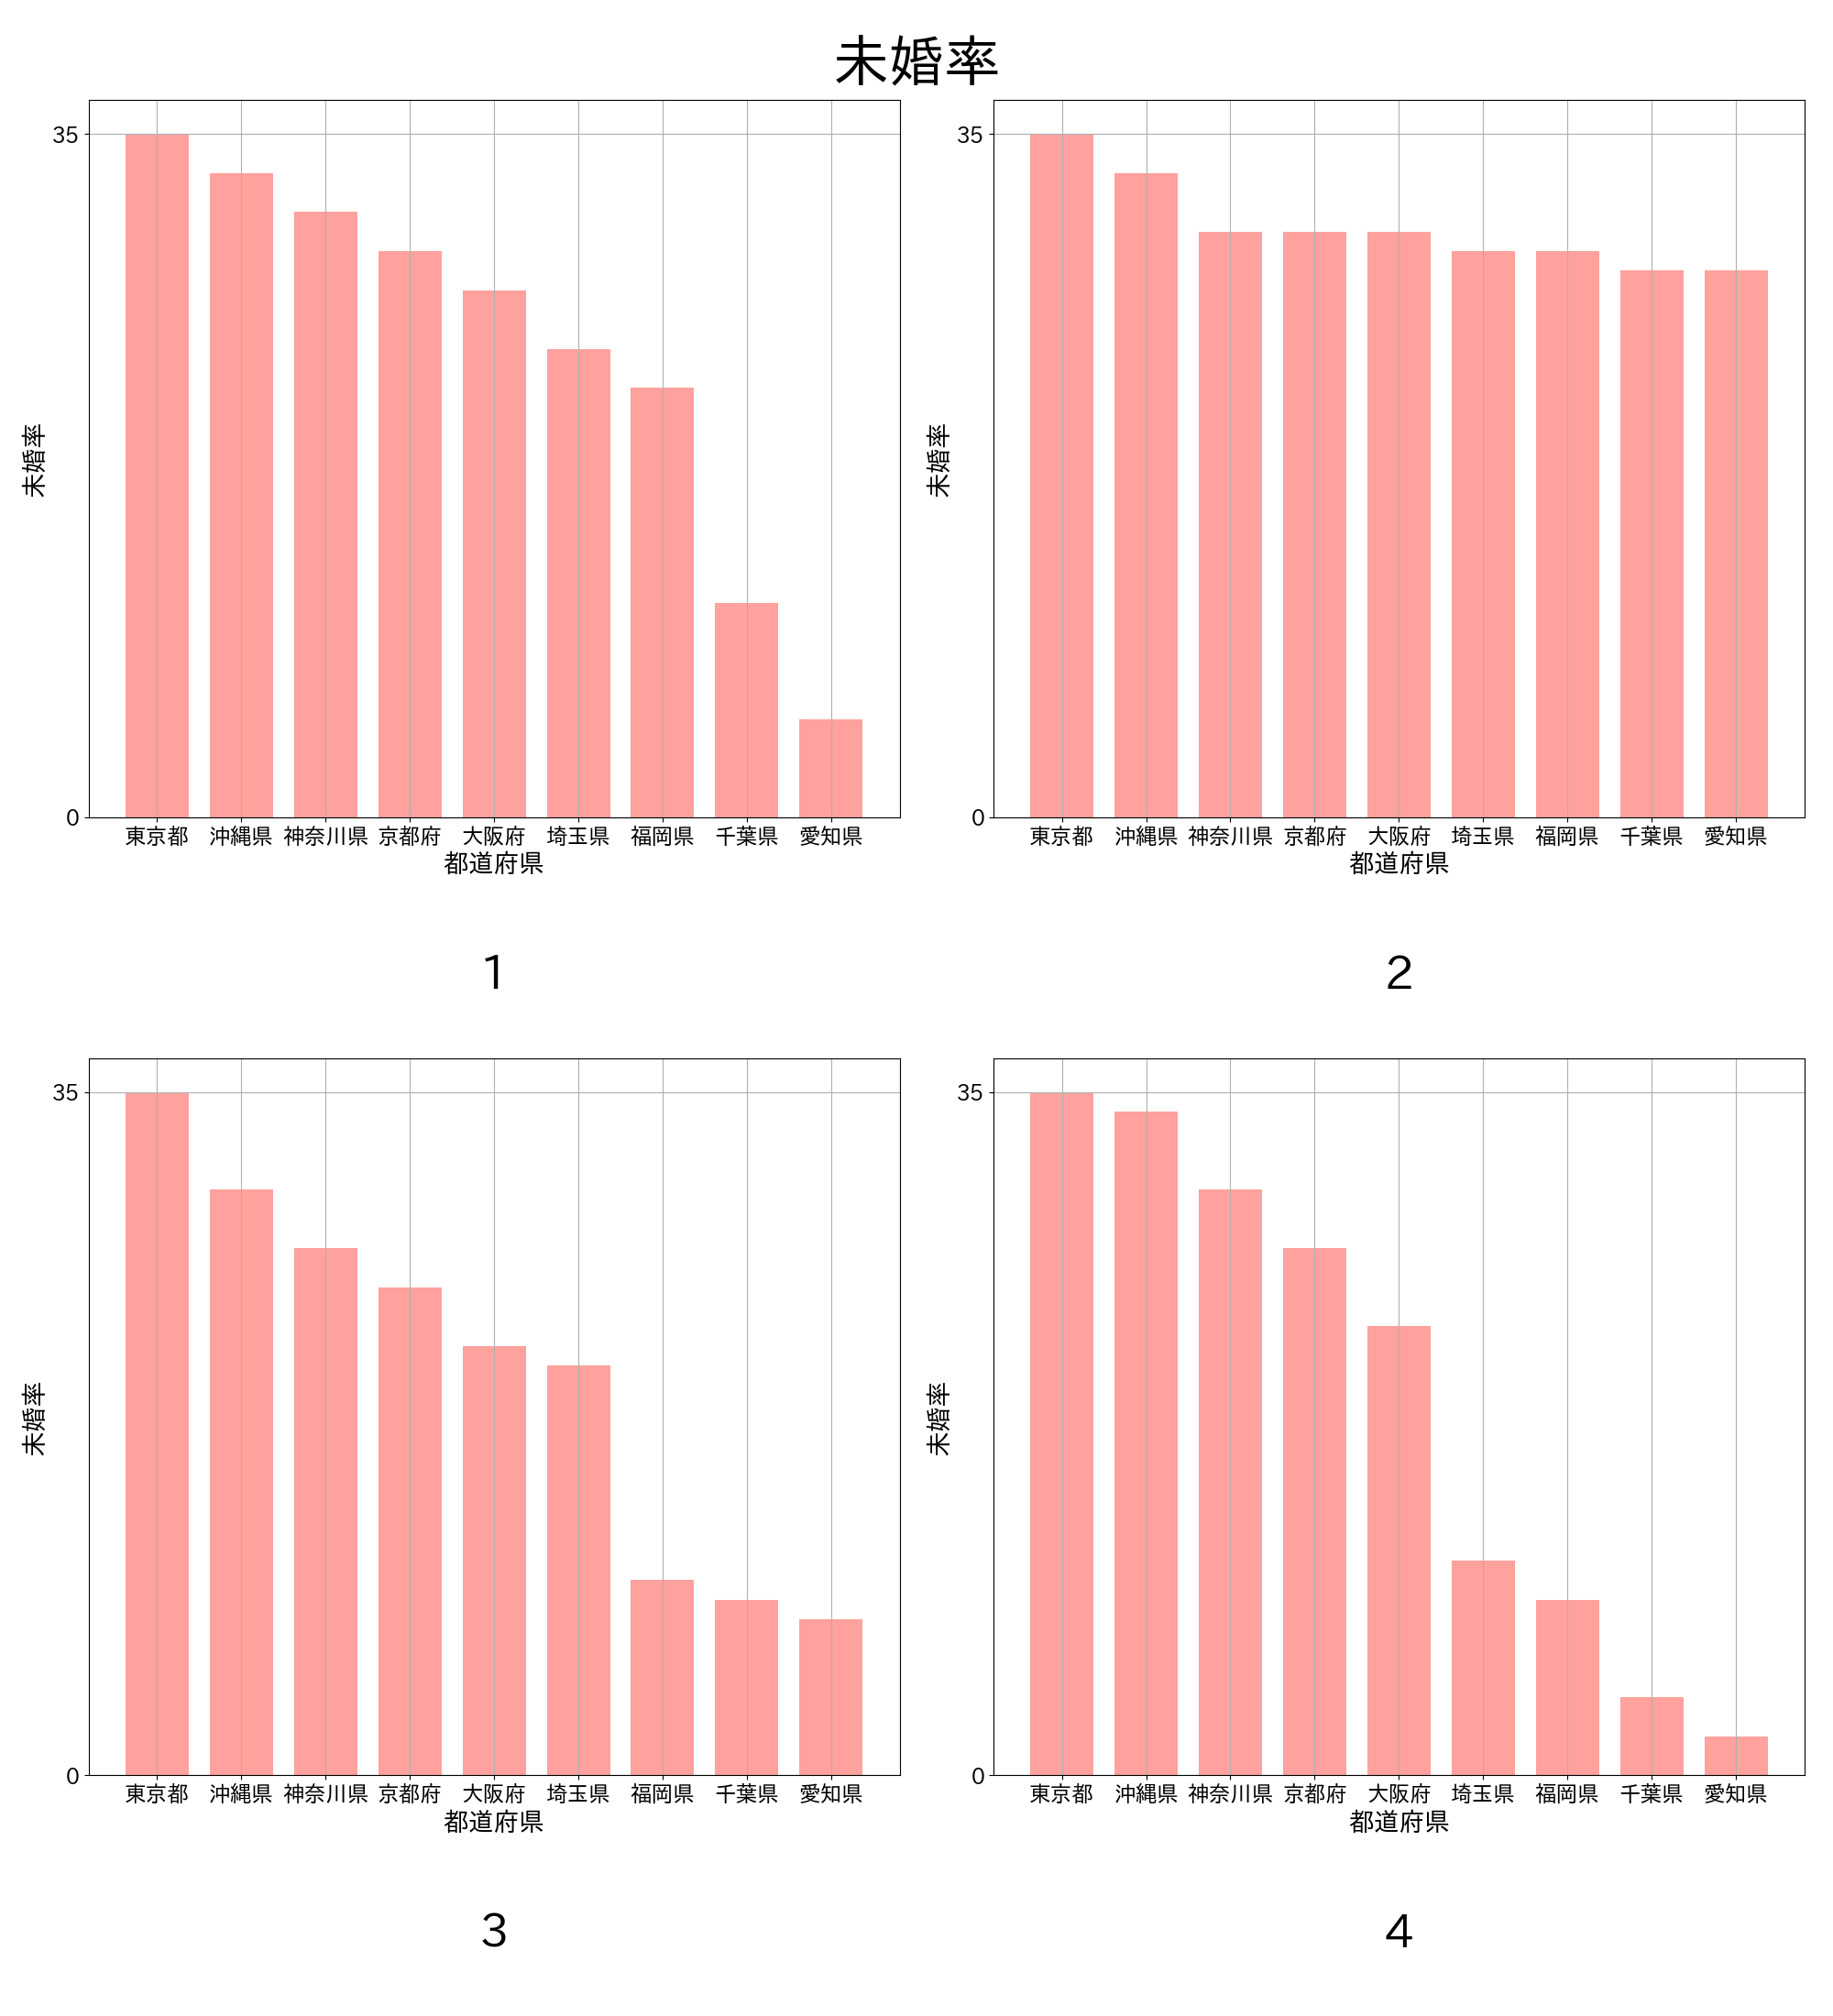 未婚率
35
0
未婚率
東京都 沖縄県 神奈川県 京都府 大阪府 埼玉県 福岡県 千葉県 愛知県
都道府県
1
35
0
未婚率
東京都 沖縄県 神奈川県 京都府 大阪府 埼玉県 福岡県 千葉県 愛知県
都道府県
2
35
0
未婚率
東京都 沖縄県 神奈川県 京都府 大阪府 埼玉県 福岡県 千葉県 愛知県
都道府県
3
35
0
未婚率
東京都 沖縄県 神奈川県 京都府 大阪府 埼玉県 福岡県 千葉県 愛知県
都道府県
4